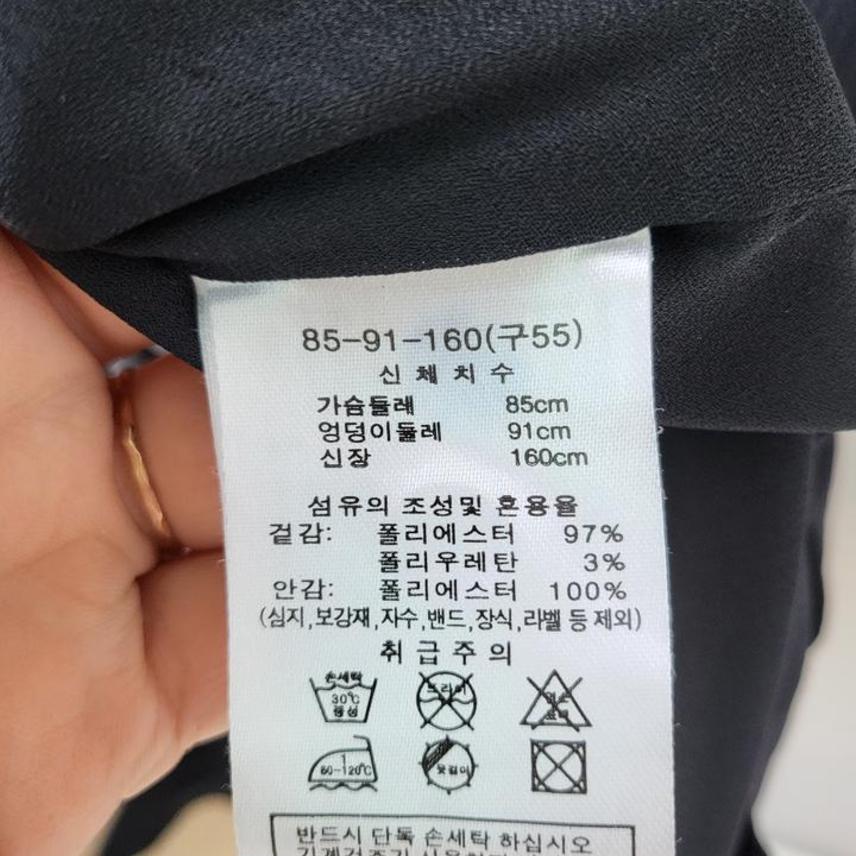 85-91-160(구55)
신체치수
가슴둘레 85cm
엉덩이둘레 91cm
신장 160cm
섬유의 조성및 혼용율
겉감: 폴리에스터 97%
폴리우레탄 3%
안감: 폴리에스터 100%
(심지,보강재,자수,밴드,장식,라벨 등 제외)
취급주의
손세탁
30℃
중성
드라이
1
80-120℃
옷걸이
반드시 단독 손세탁 하십시오